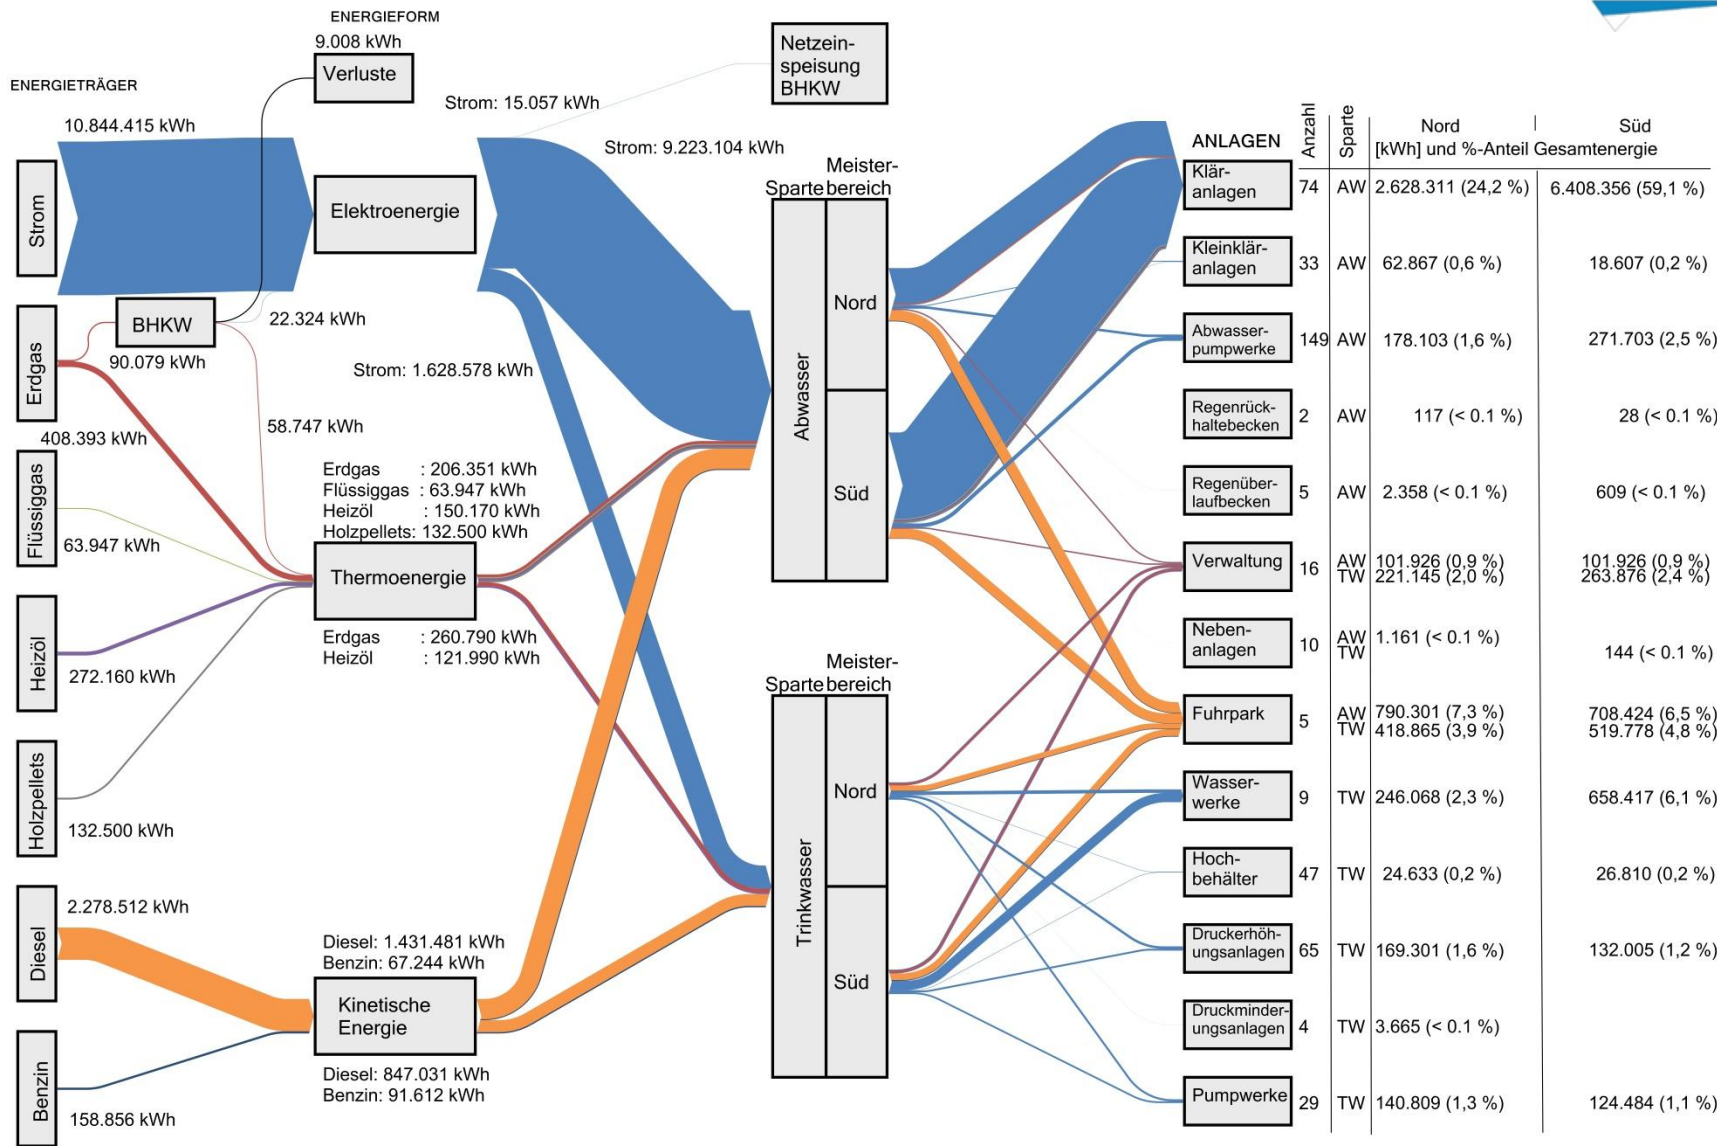 ENERGIEFORM
9.008 kWh
Verluste
ENERGIETRÄGER
10.844.415 kWh
Strom
Elektroenergie
BHKW
22.324 kWh
90.079 kWh
Erdgas
408.393 kWh
58.747 kWh
Flüssiggas
63.947 kWh
Erdgas : 206.351 kWh
Flüssiggas : 63.947 kWh
Heizöl : 150.170 kWh
Holzpellets: 132.500 kWh
Thermoenergie
Erdgas : 260.790 kWh
Heizöl : 121.990 kWh
Heizöl
272.160 kWh
Holzpellets
132.500 kWh
Diesel
2.278.512 kWh
Diesel: 1.431.481 kWh
Benzin: 67.244 kWh
Kinetische
Energie
Diesel: 847.031 kWh
Benzin: 91.612 kWh
Benzin
158.856 kWh
Netzein-
speisung
BHKW
Strom: 15.057 kWh
Strom: 9.223.104 kWh
Strom: 1.628.578 kWh
Meister-
Sparte bereich
Abwasser
Nord
Süd
Meister-
Sparte bereich
Trinkwasser
Nord
Süd
ANLAGEN
Anzahl
Sparte
Nord | Süd
[kWh] und %-Anteil Gesamtenergie
Klär-
anlagen
74 AW 2.628.311 (24,2 %) 6.408.356 (59,1 %)
Kleinklär-
anlagen
33 AW 62.867 (0,6 %) 18.607 (0,2 %)
Abwasser-
pumpwerke
149 AW 178.103 (1,6 %) 271.703 (2,5 %)
Regenrück-
haltebecken
2 AW 117 (< 0.1 %) 28 (< 0.1 %)
Regenüber-
laufbecken
5 AW 2.358 (< 0.1 %) 609 (< 0.1 %)
Verwaltung
16
AW 101.926 (0,9 %) 101.926 (0,9 %)
TW 221.145 (2,0 %) 263.876 (2,4 %)
Neben-
anlagen
10
AW 1.161 (< 0.1 %)
TW 144 (< 0.1 %)
Fuhrpark
5
AW 790.301 (7,3 %) 708.424 (6,5 %)
TW 418.865 (3,9 %) 519.778 (4,8 %)
Wasser-
werke
9 TW 246.068 (2,3 %) 658.417 (6,1 %)
Hoch-
behälter
47 TW 24.633 (0,2 %) 26.810 (0,2 %)
Druckerhöh-
ungsanlagen
65 TW 169.301 (1,6 %) 132.005 (1,2 %)
Druckminder-
ungsanlagen
4 TW 3.665 (< 0.1 %)
Pumpwerke
29 TW 140.809 (1,3 %) 124.484 (1,1 %)